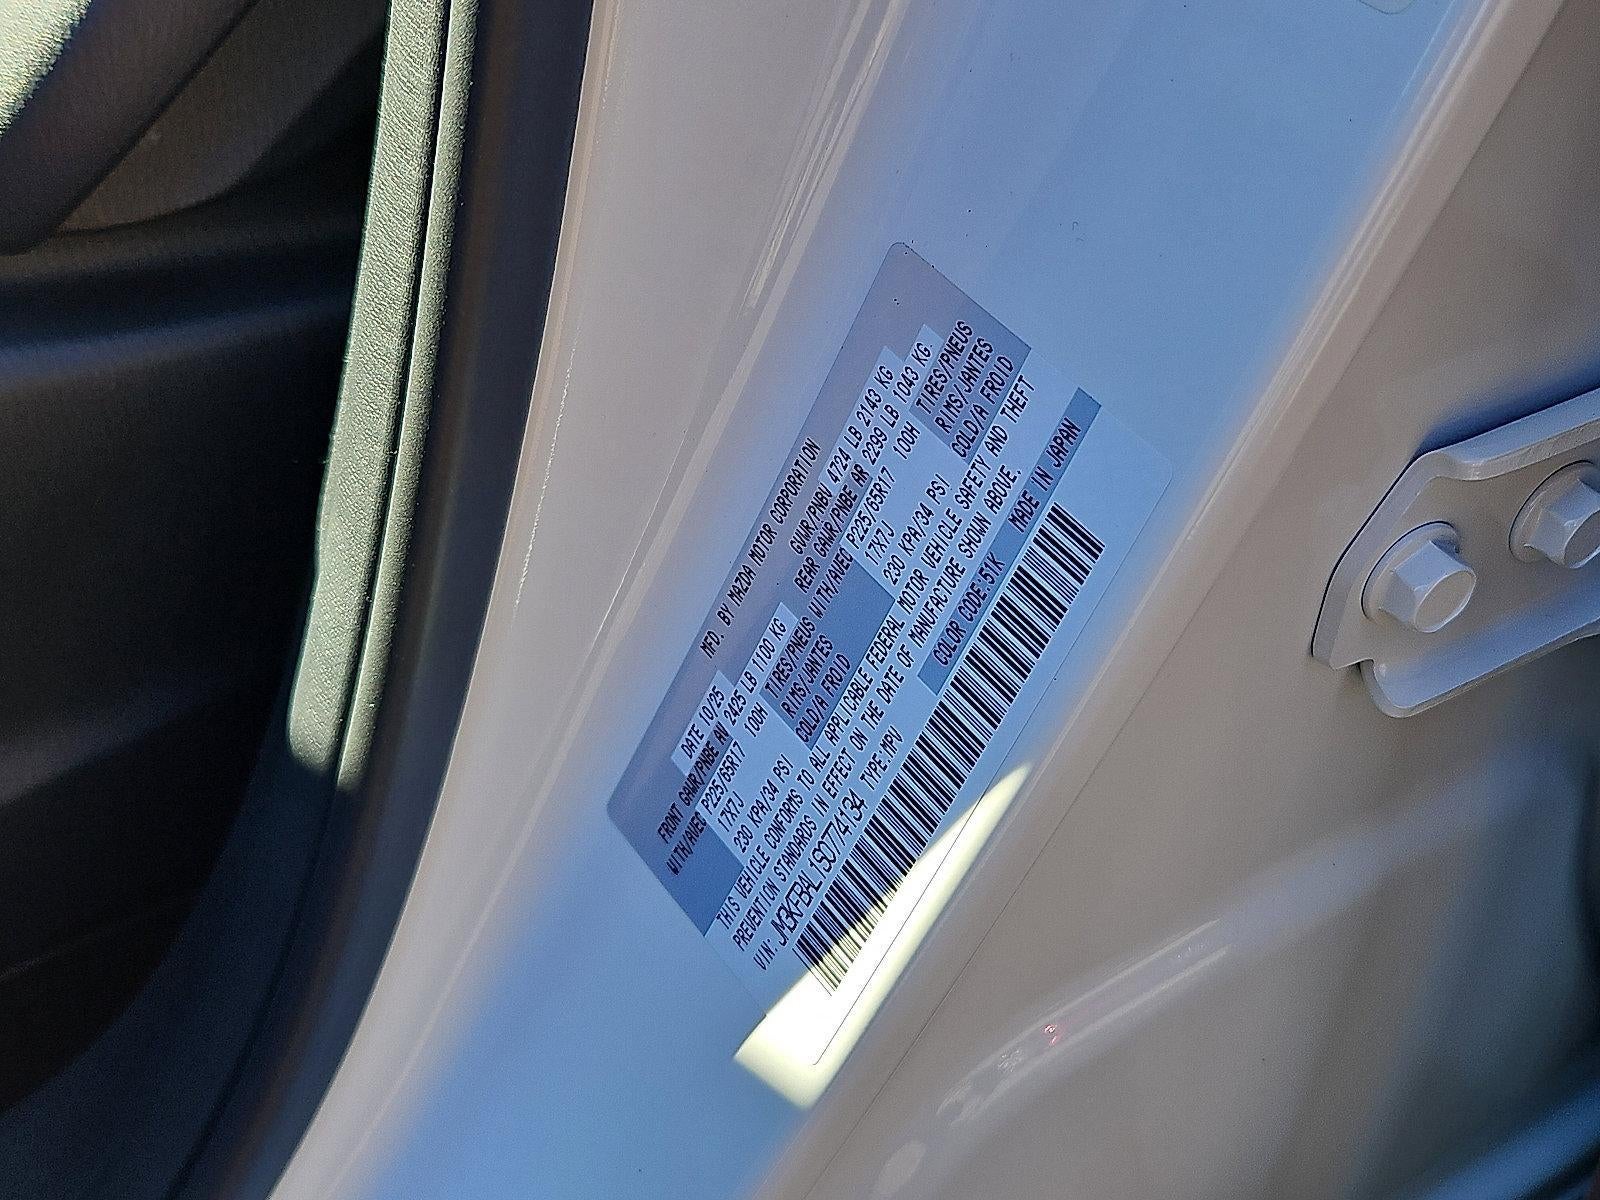 MFD. BY MAZDA MOTOR CORPORATION
DATE 10/25 GVWR/PNBV 4724 LB 2143 KG
FRONT GAWR/PNBE AV 2425 LB 1100 KG REAR GAWR/PNBE AR 2299 LB 1043 KG
WITH/AVEC P225/65R17 100H TIRES/PNEUS WITH/AVEC P225/65R17 100H TIRES/PNEUS
17X7J RIMS/JANTES 17X7J RIMS/JANTES
230 KPA/34 PSI COLD/A FROID 230 KPA/34 PSI COLD/A FROID
THIS VEHICLE CONFORMS TO ALL APPLICABLE FEDERAL MOTOR VEHICLE SAFETY AND THEFT
PREVENTION STANDARDS IN EFFECT ON THE DATE OF MANUFACTURE SHOWN ABOVE.
VIN: JM3KFBAL1S0774134 TYPE:MPV COLOR CODE:51K MADE IN JAPAN